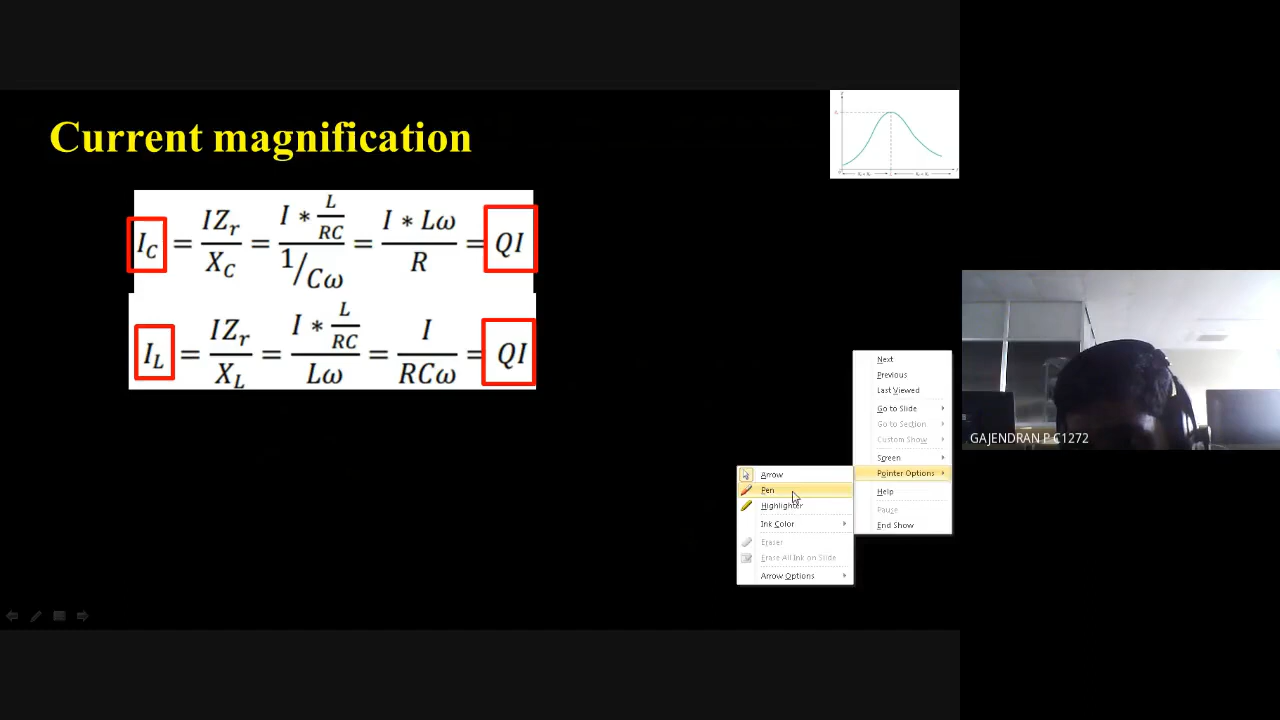 Current magnification
I_C = IZ_r / X_C = I * L/RC / 1/Cω = I * Lω / R = QI
I_L = IZ_r / X_L = I * L/RC / Lω = I / RCω = QI
Next
Previous
Last Viewed
Go to Slide
Go to Section
Custom Show
Screen
Pointer Options
Help
Pause
End Show
Arrow
Pen
Highlighter
Ink Color
Eraser
Erase All Ink on Slide
Arrow Options
GAJENDRAN P C1272